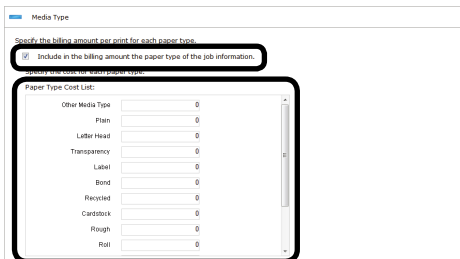 Media Type
Specify the billing amount per print for each paper type.
Include in the billing amount the paper type of the job information.
Specify the cost for each paper type.
Paper Type Cost List:
Other Media Type 0
Plain 0
Letter Head 0
Transparency 0
Label 0
Bond 0
Recycled 0
Cardstock 0
Rough 0
Roll 0